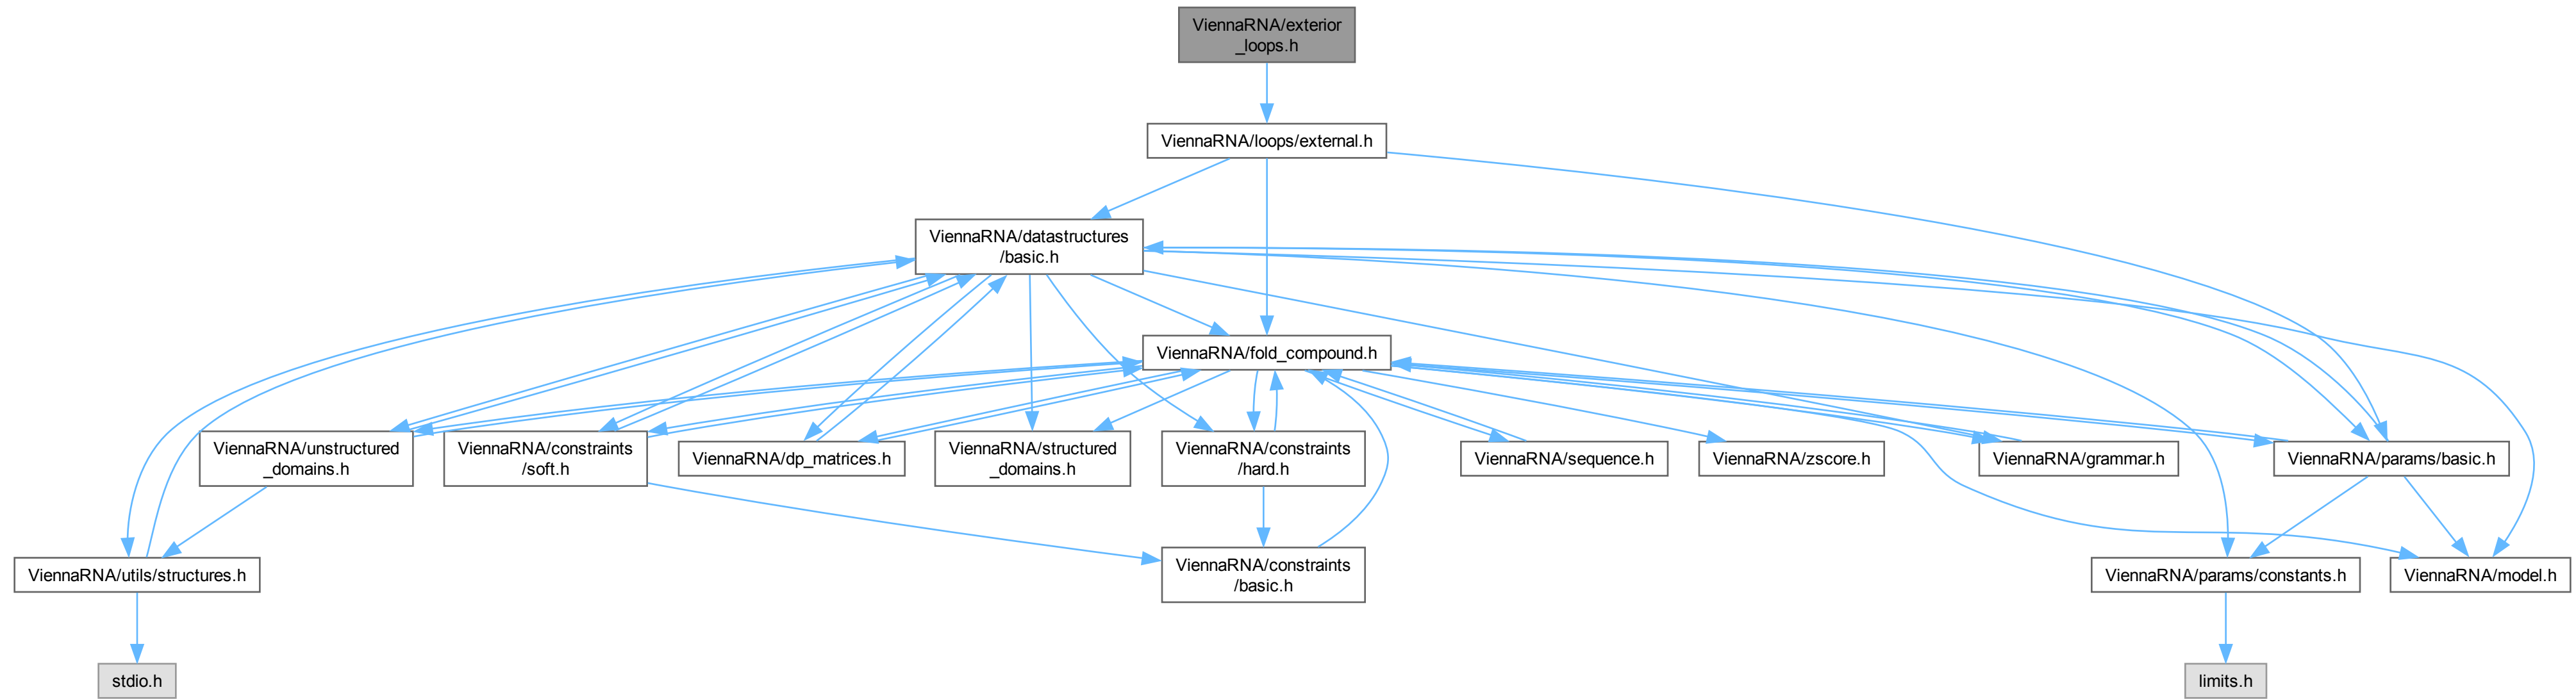 ViennaRNA/exterior
_loops.h
ViennaRNA/loops/external.h
ViennaRNA/datastructures
/basic.h
ViennaRNA/fold_compound.h
ViennaRNA/unstructured
_domains.h
ViennaRNA/constraints
/soft.h
ViennaRNA/dp_matrices.h
ViennaRNA/structured
_domains.h
ViennaRNA/constraints
/hard.h
ViennaRNA/sequence.h
ViennaRNA/zscore.h
ViennaRNA/grammar.h
ViennaRNA/params/basic.h
ViennaRNA/utils/structures.h
ViennaRNA/constraints
/basic.h
ViennaRNA/params/constants.h
ViennaRNA/model.h
stdio.h
limits.h